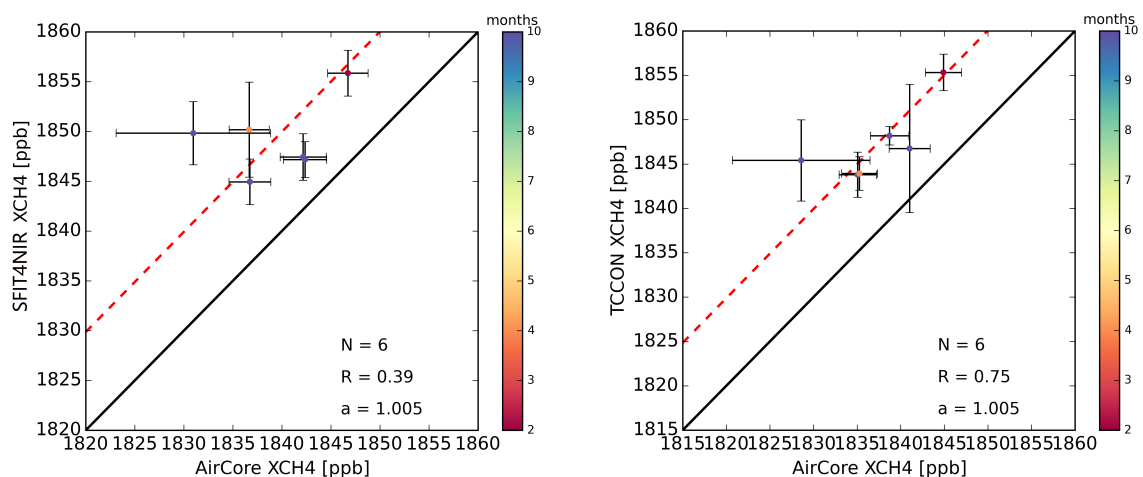 months
1860
1855
1850
1845
1840
1835
1830
1825
1820
SFIT4NIR XCH4 [ppb]
N = 6
R = 0.39
a = 1.005
1820 1825 1830 1835 1840 1845 1850 1855 1860
AirCore XCH4 [ppb]
10
9
8
7
6
5
4
3
2
months
1860
1855
1850
1845
1840
1835
1830
1825
1820
1815
TCCON XCH4 [ppb]
N = 6
R = 0.75
a = 1.005
1815 1820 1825 1830 1835 1840 1845 1850 1855 1860
AirCore XCH4 [ppb]
10
9
8
7
6
5
4
3
2